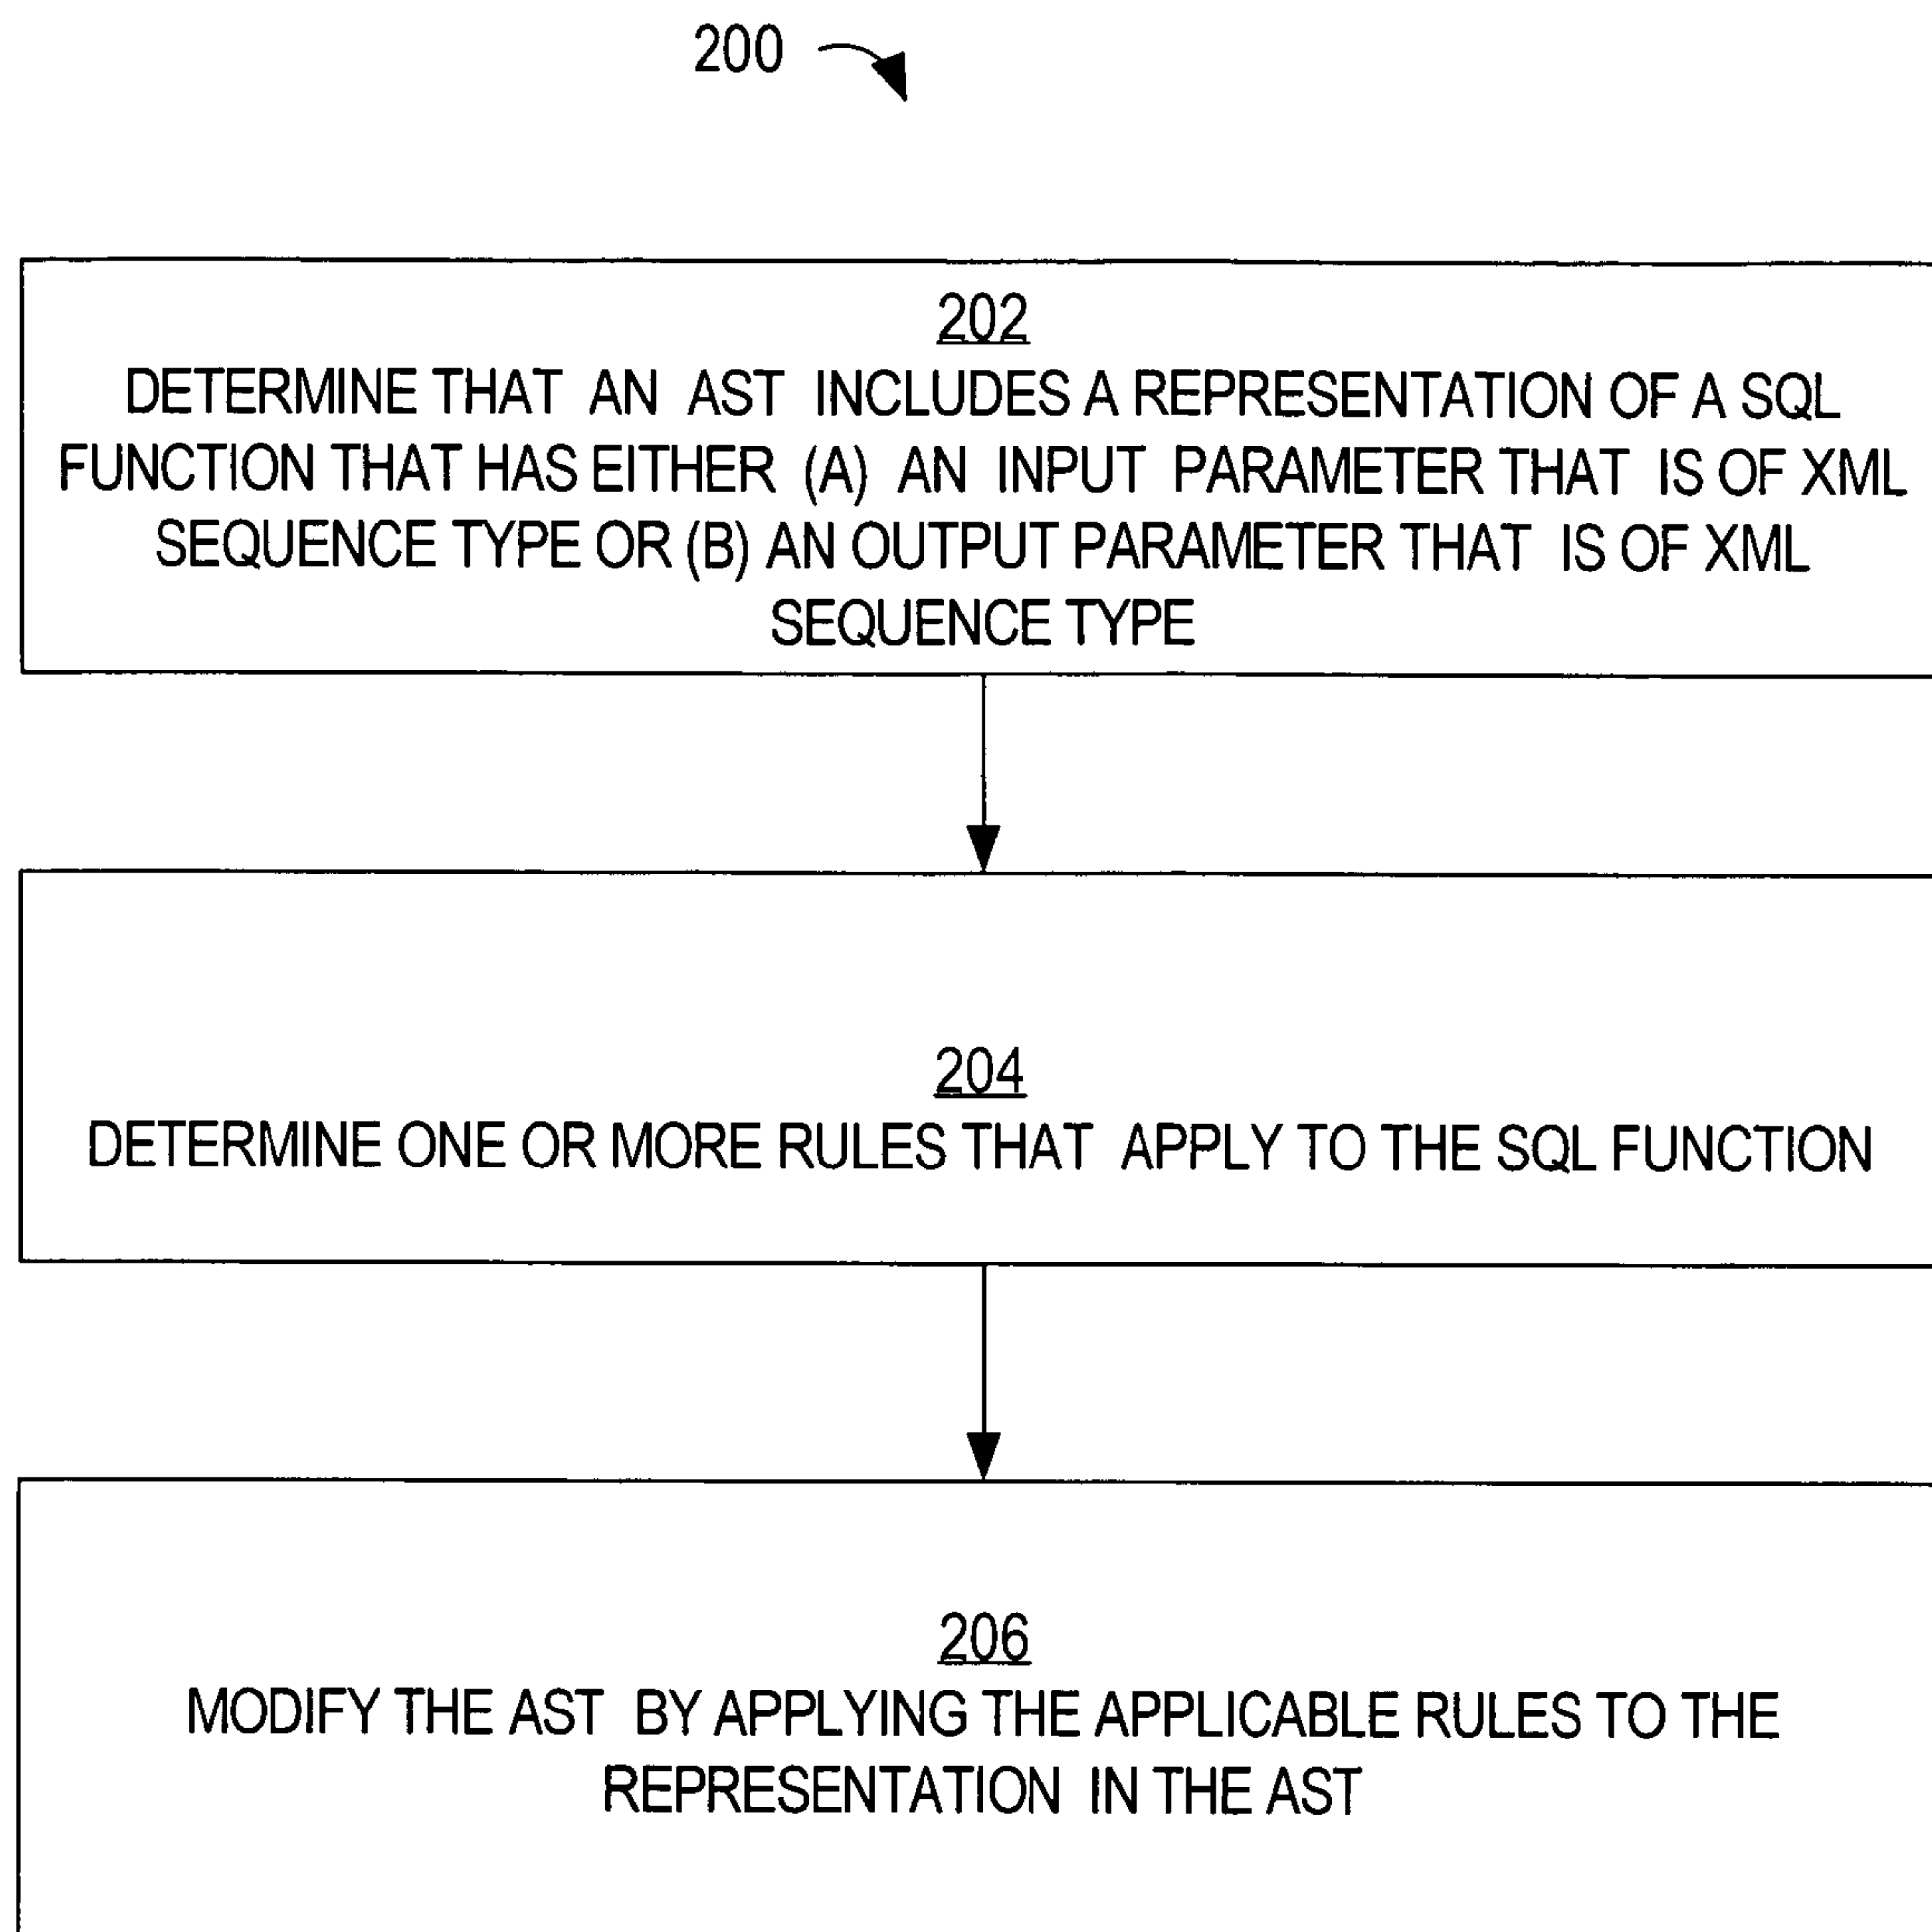 200
202
DETERMINE THAT AN AST INCLUDES A REPRESENTATION OF A SQL
FUNCTION THAT HAS EITHER (A) AN INPUT PARAMETER THAT IS OF XML
SEQUENCE TYPE OR (B) AN OUTPUT PARAMETER THAT IS OF XML
SEQUENCE TYPE
204
DETERMINE ONE OR MORE RULES THAT APPLY TO THE SQL FUNCTION
206
MODIFY THE AST BY APPLYING THE APPLICABLE RULES TO THE
REPRESENTATION IN THE AST